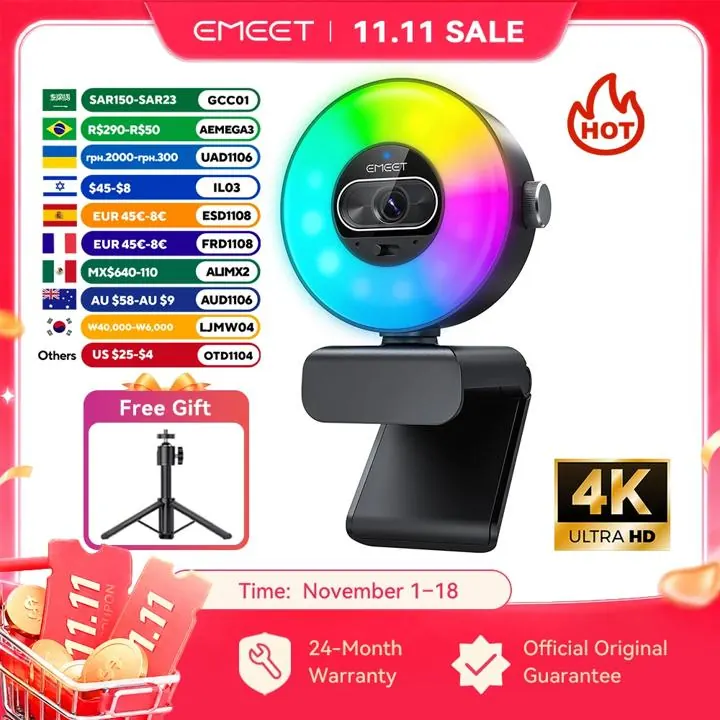 EMEET | 11.11 SALE
SAR150-SAR23 GCC01
R$290-R$50 AEMEGA3
грн.2000-грн.300 UAD1106
$45-$8 IL03
EUR 45€-8€ ESD1108
EUR 45€-8€ FRD1108
MX$640-110 ALIMX2
AU $58-AU $9 AUD1106
₩40,000-₩6,000 LJMW04
Others US $25-$4 OTD1104
EMEET
HOT
Free Gift
4K
ULTRA HD
11.11
COUPON
11.11
Time: November 1-18
24-Month
Warranty
Official Original
Guarantee